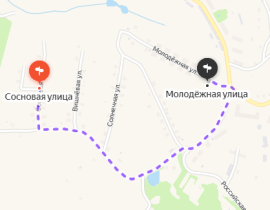 Молодёжная ул.
Сосновая улица
Вишнёвая ул.
Солнечная ул.
Молодёжная улица
Российская